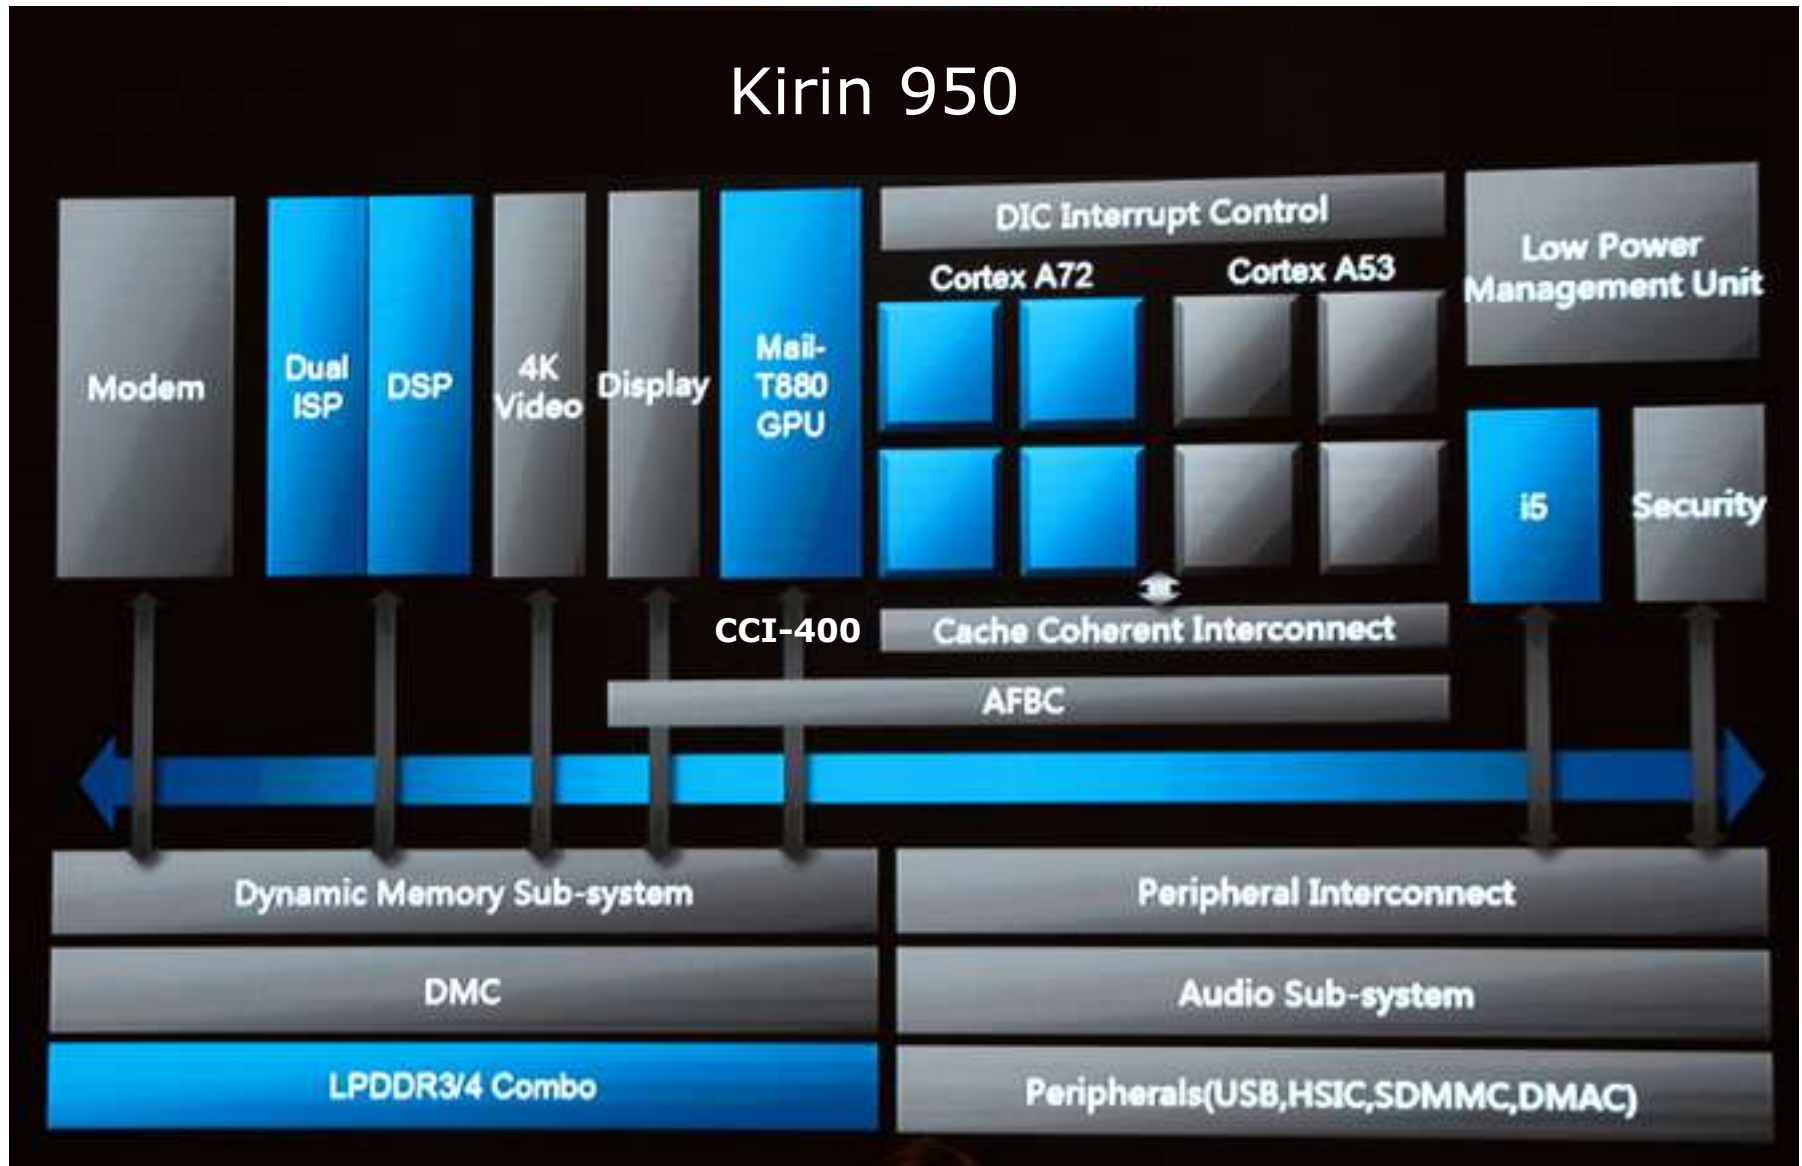 Kirin 950
DIC Interrupt Control
Low Power
Management Unit
Cortex A72
Cortex A53
Modem
Dual
ISP
DSP
4K
Video
Display
Mail-
T880
GPU
i5
Security
CCI-400
Cache Coherent Interconnect
AFBC
Dynamic Memory Sub-system
Peripheral Interconnect
DMC
Audio Sub-system
LPDDR3/4 Combo
Peripherals(USB,HSIC,SDMMC,DMAC)